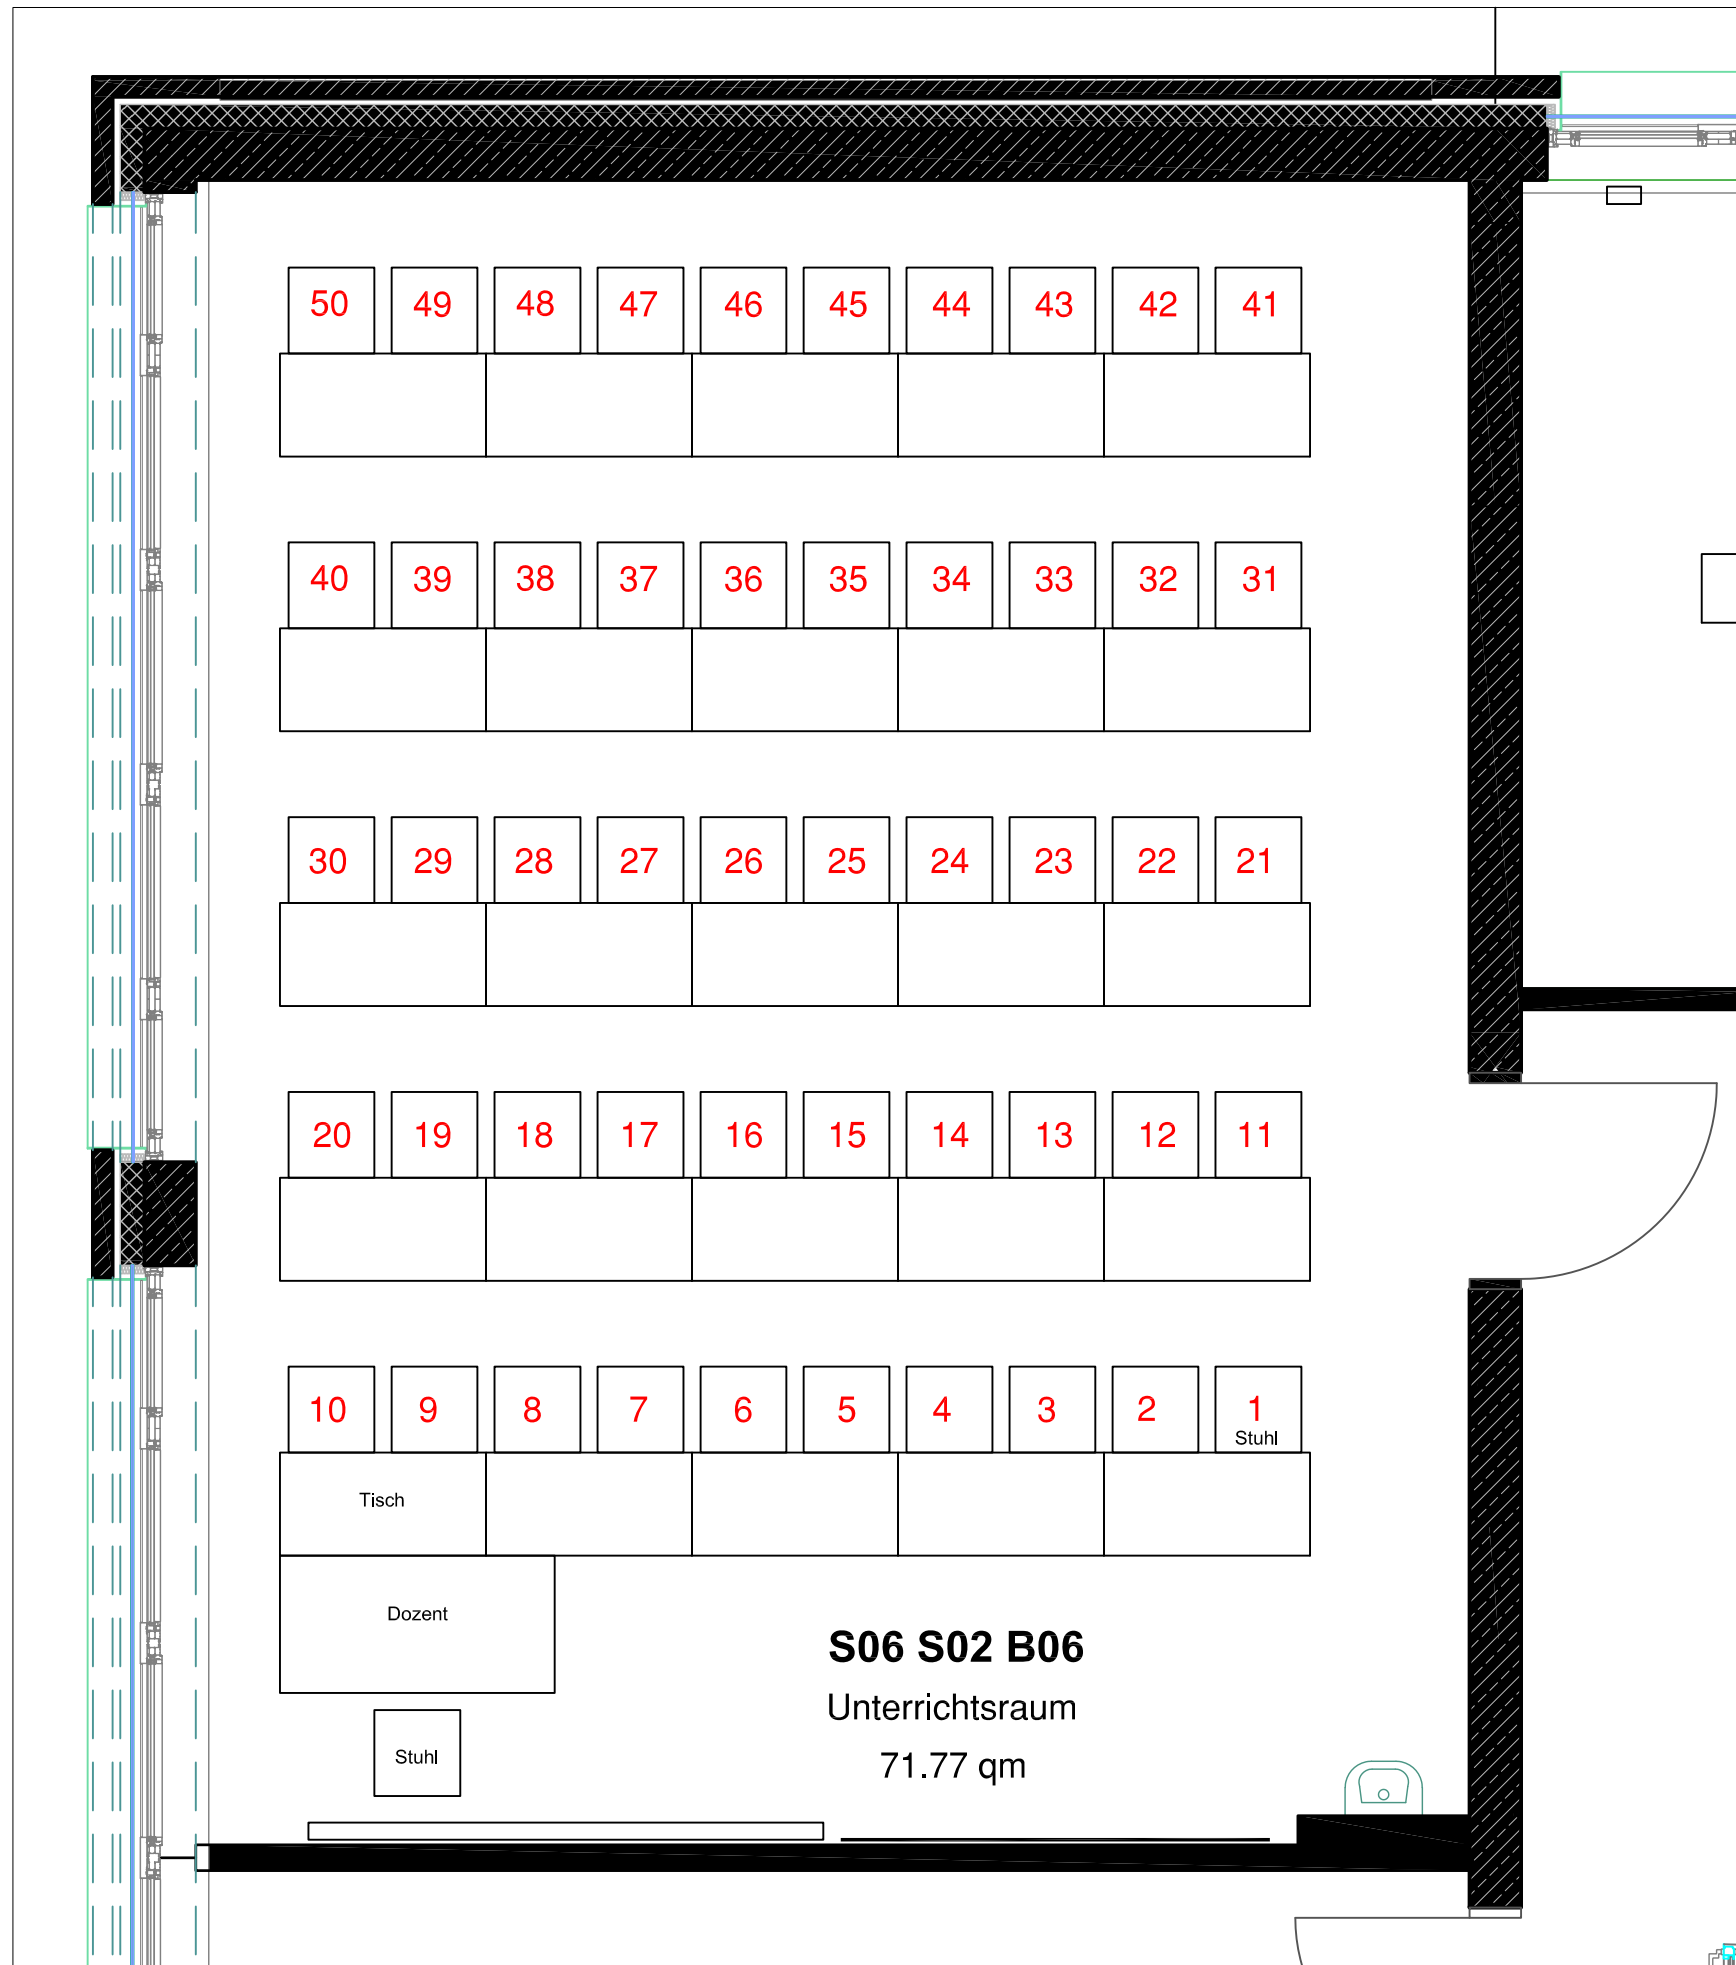 50 49 48 47 46 45 44 43 42 41
40 39 38 37 36 35 34 33 32 31
30 29 28 27 26 25 24 23 22 21
20 19 18 17 16 15 14 13 12 11
10 9 8 7 6 5 4 3 2 1
Stuhl
Tisch
Dozent
S06 S02 B06
Unterrichtsraum
71.77 qm
Stuhl